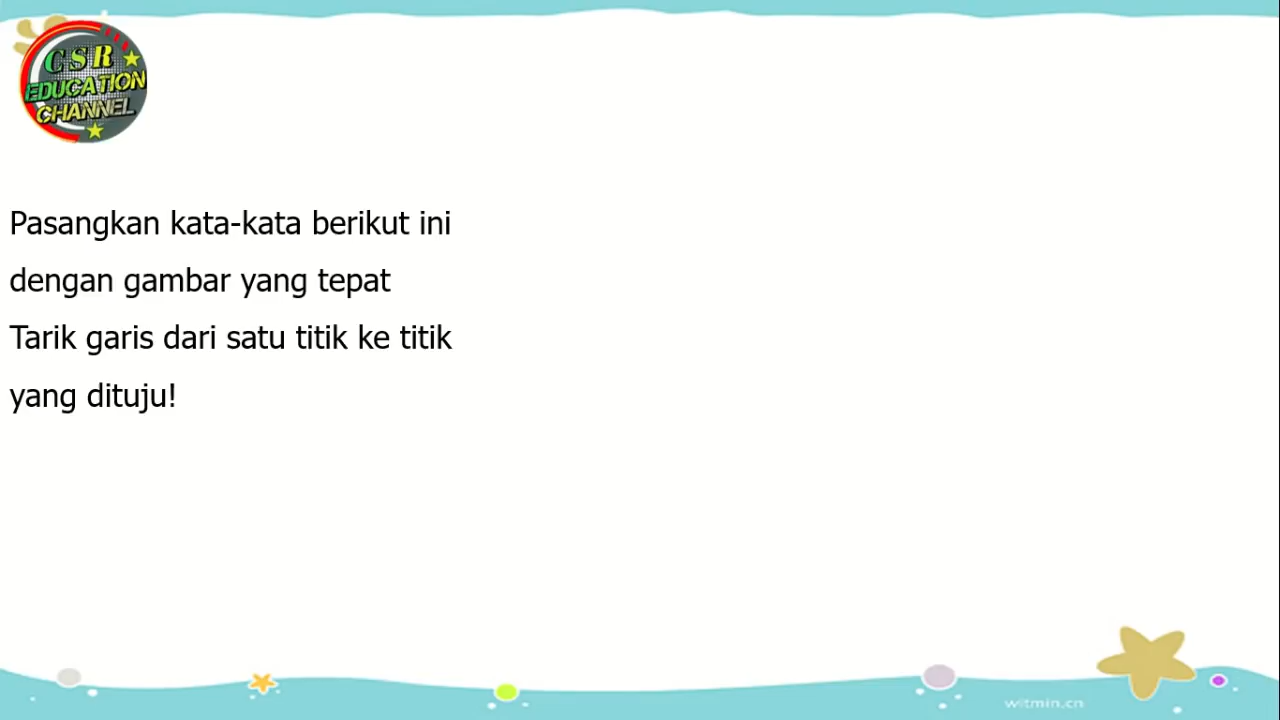 CSR
EDUCATION
CHANNEL
Pasangkan kata-kata berikut ini
dengan gambar yang tepat
Tarik garis dari satu titik ke titik
yang dituju!
witmin.cn